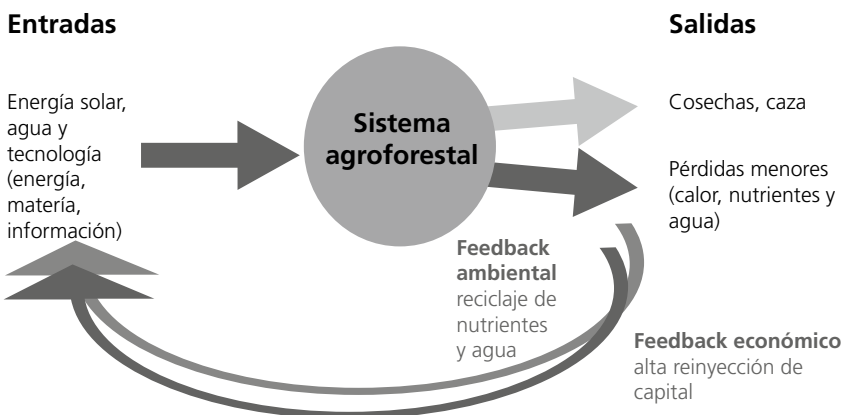 Entradas
Salidas
Energía solar,
agua y
tecnología
(energía,
matería,
información)
Sistema
agroforestal
Cosechas, caza
Pérdidas menores
(calor, nutrientes y
agua)
Feedback
ambiental
reciclaje de
nutrientes
y agua
Feedback económico
alta reinyección de
capital